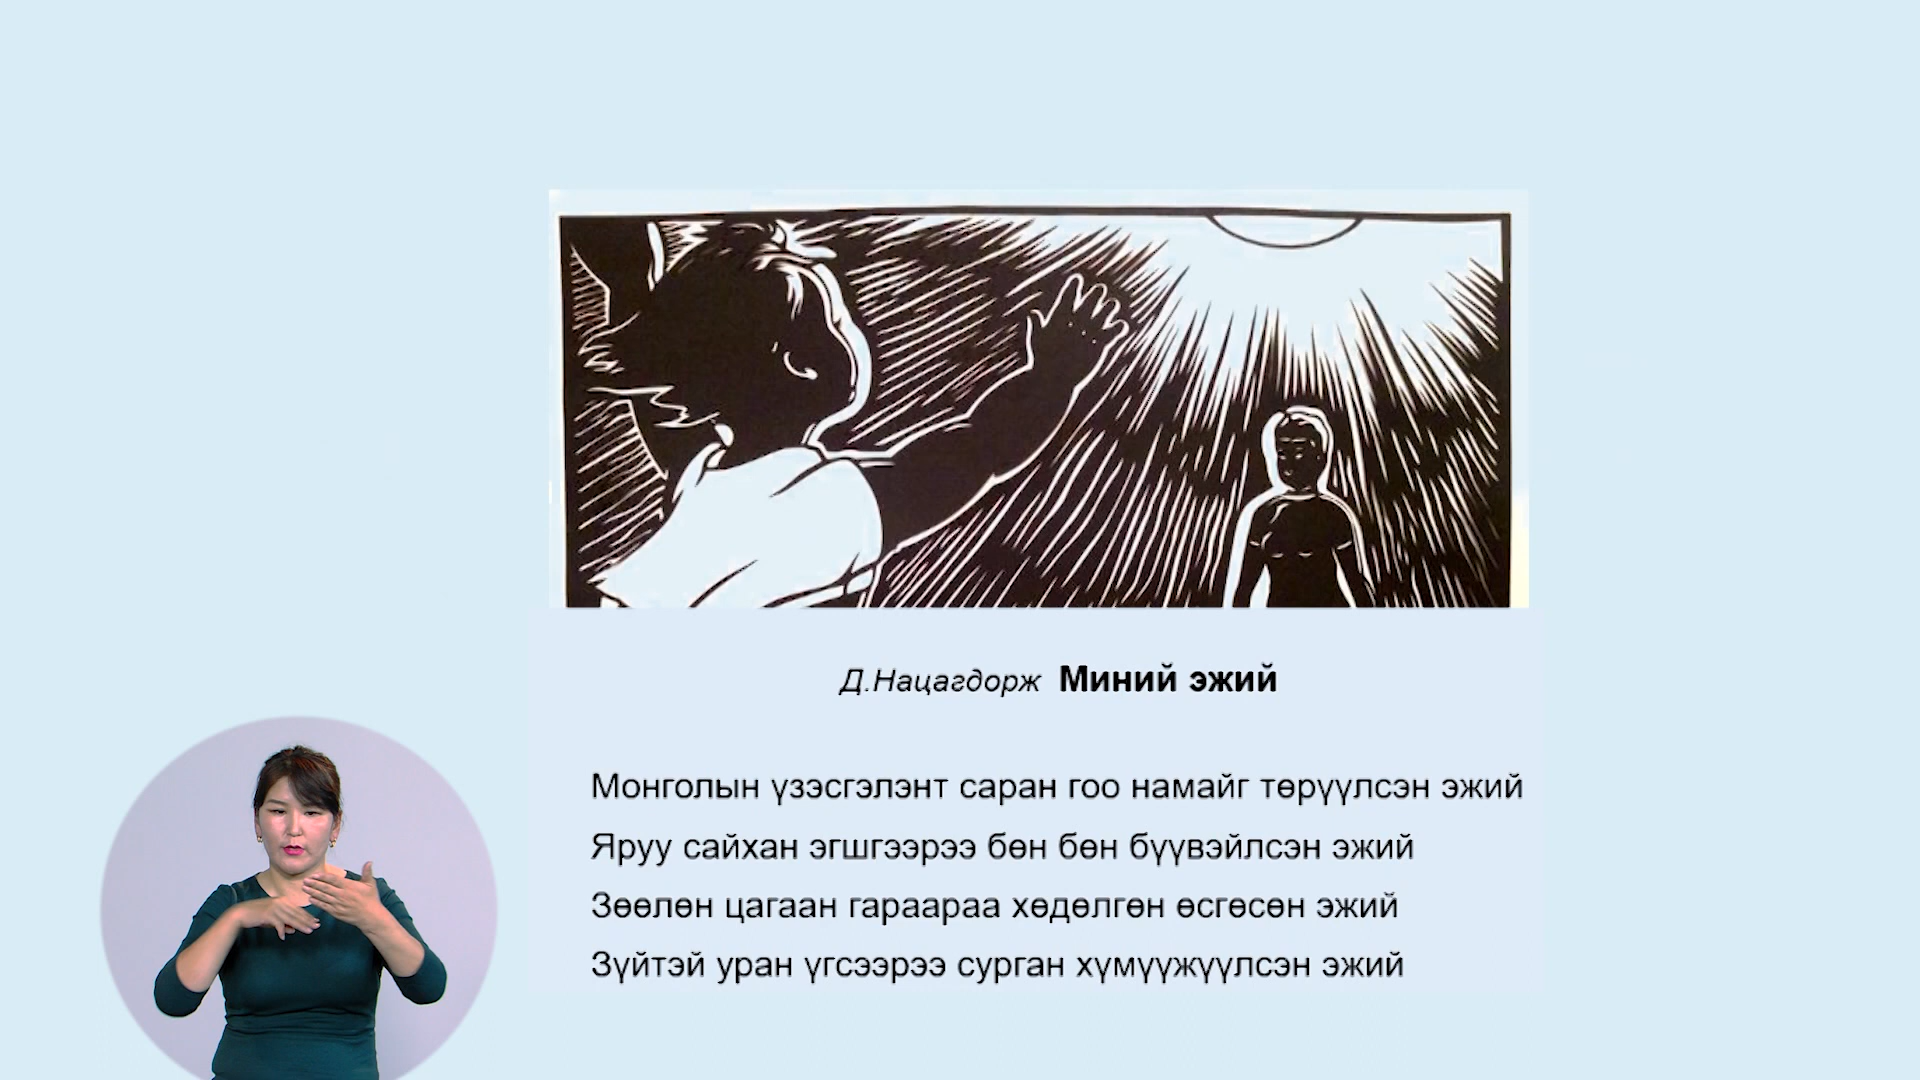 Д.Нацагдорж Миний эжий
Монголын үзэсгэлэнт саран гоо намайг төрүүлсэн эжий
Яруу сайхан эгшгээрээ бөн бөн бүүвэйлсэн эжий
Зөөлөн цагаан гараараа хөдөлгөн өсгөсөн эжий
Зүйтэй уран үгсээрээ сурган хүмүүжүүлсэн эжий